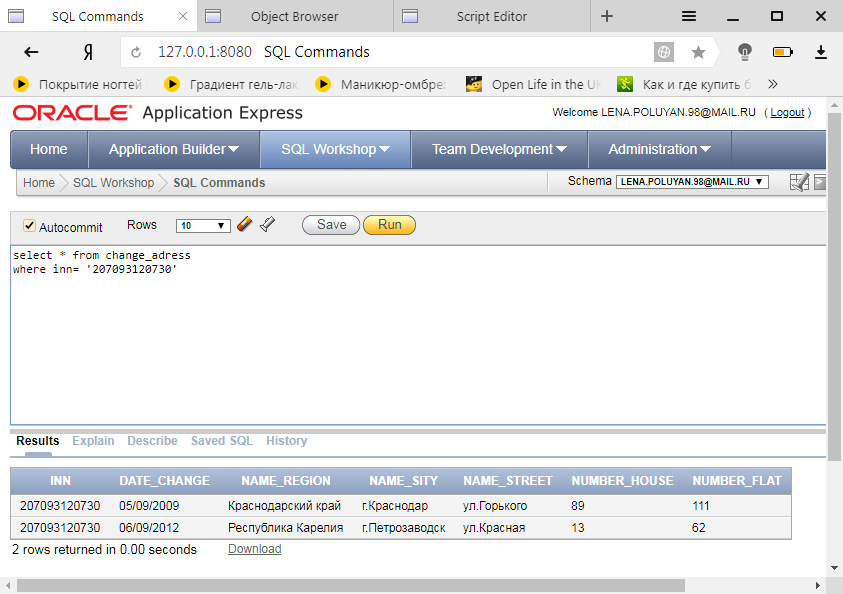 SQL Commands Object Browser Script Editor
Я 127.0.0.1:8080 SQL Commands
Покрытие ногтей Градиент гель-лак Маникюр-омбре: Open Life in the Как и где купить
ORACLE Application Express Welcome LENA.POLUYAN.98@MAIL.RU ( Logout )
Home Application Builder SQL Workshop Team Development Administration
Home SQL Workshop SQL Commands Schema LENA.POLUYAN.98@MAIL.RU
Autocommit Rows 10 Save Run
select * from change_adress
where inn= '207093120730'
Results Explain Describe Saved SQL History
INN DATE_CHANGE NAME_REGION NAME_SITY NAME_STREET NUMBER_HOUSE NUMBER_FLAT
207093120730 05/09/2009 Краснодарский край г.Краснодар ул.Горького 89 111
207093120730 06/09/2012 Республика Карелия г.Петрозаводск ул.Красная 13 62
2 rows returned in 0.00 seconds Download